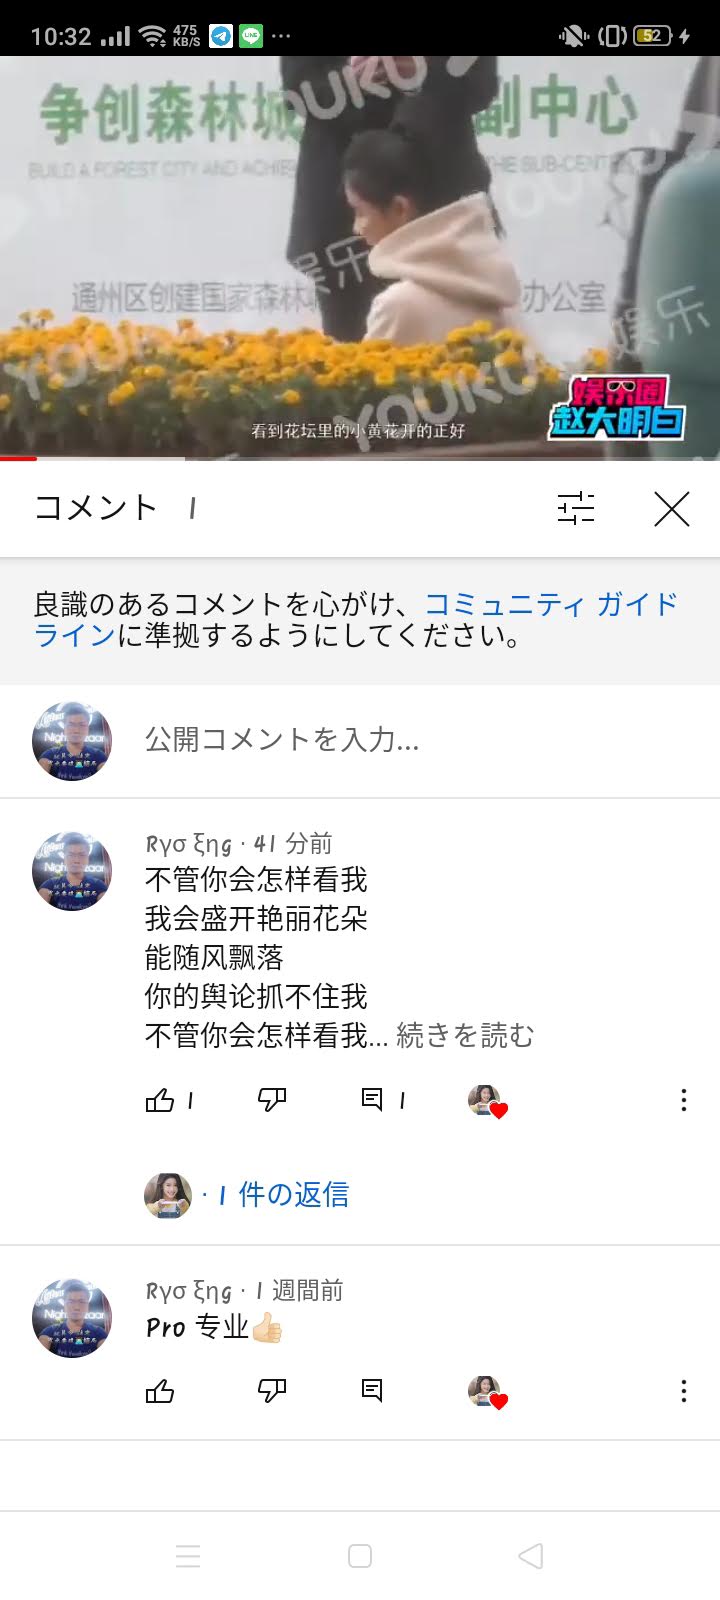 10:32
475
KB/S
LINE
52
争创森林城
副中心
BUILD A FOREST CITY AND ACHIE
THE SUB-CENTE
通州区创建国家森林
办公室
YOUKU
娱乐
YOUKU
娱乐圈
赵大明白
看到花坛里的小黄花开的正好
コメント 1
良識のあるコメントを心がけ、コミュニティ ガイド
ラインに準拠するようにしてください。
公開コメントを入力...
Rγσ ξηg · 41 分前
不管你会怎样看我
我会盛开艳丽花朵
能随风飘落
你的舆论抓不住我
不管你会怎样看我... 続きを読む
1
1
· 1 件の返信
Rγσ ξηg · 1 週間前
Pro 专业👍🏻